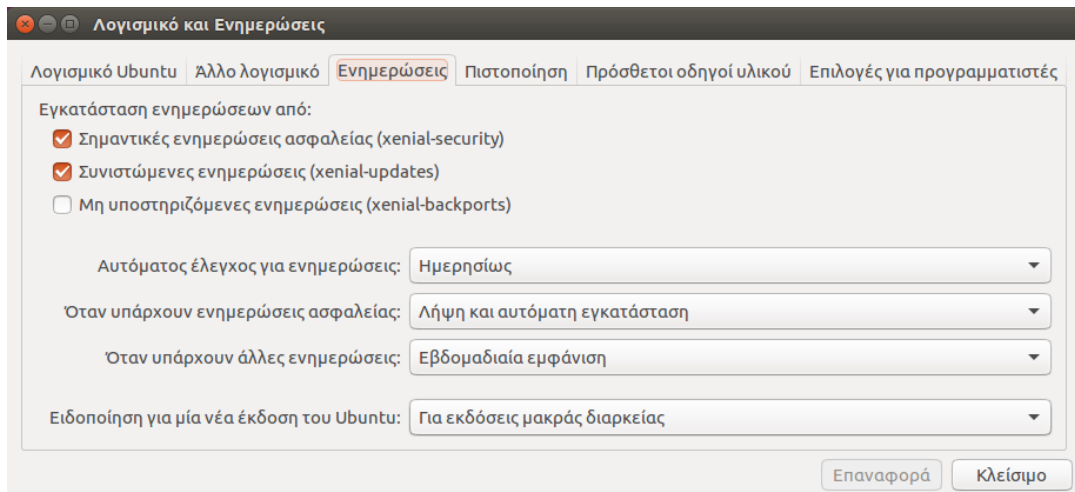 Λογισμικό και Ενημερώσεις
Λογισμικό Ubuntu Άλλο λογισμικό Ενημερώσεις Πιστοποίηση Πρόσθετοι οδηγοί υλικού Επιλογές για προγραμματιστές
Εγκατάσταση ενημερώσεων από:
Σημαντικές ενημερώσεις ασφαλείας (xenial-security)
Συνιστώμενες ενημερώσεις (xenial-updates)
Μη υποστηριζόμενες ενημερώσεις (xenial-backports)
Αυτόματος έλεγχος για ενημερώσεις: Ημερησίως
Όταν υπάρχουν ενημερώσεις ασφαλείας: Λήψη και αυτόματη εγκατάσταση
Όταν υπάρχουν άλλες ενημερώσεις: Εβδομαδιαία εμφάνιση
Ειδοποίηση για μία νέα έκδοση του Ubuntu: Για εκδόσεις μακράς διαρκείας
Επαναφορά Κλείσιμο